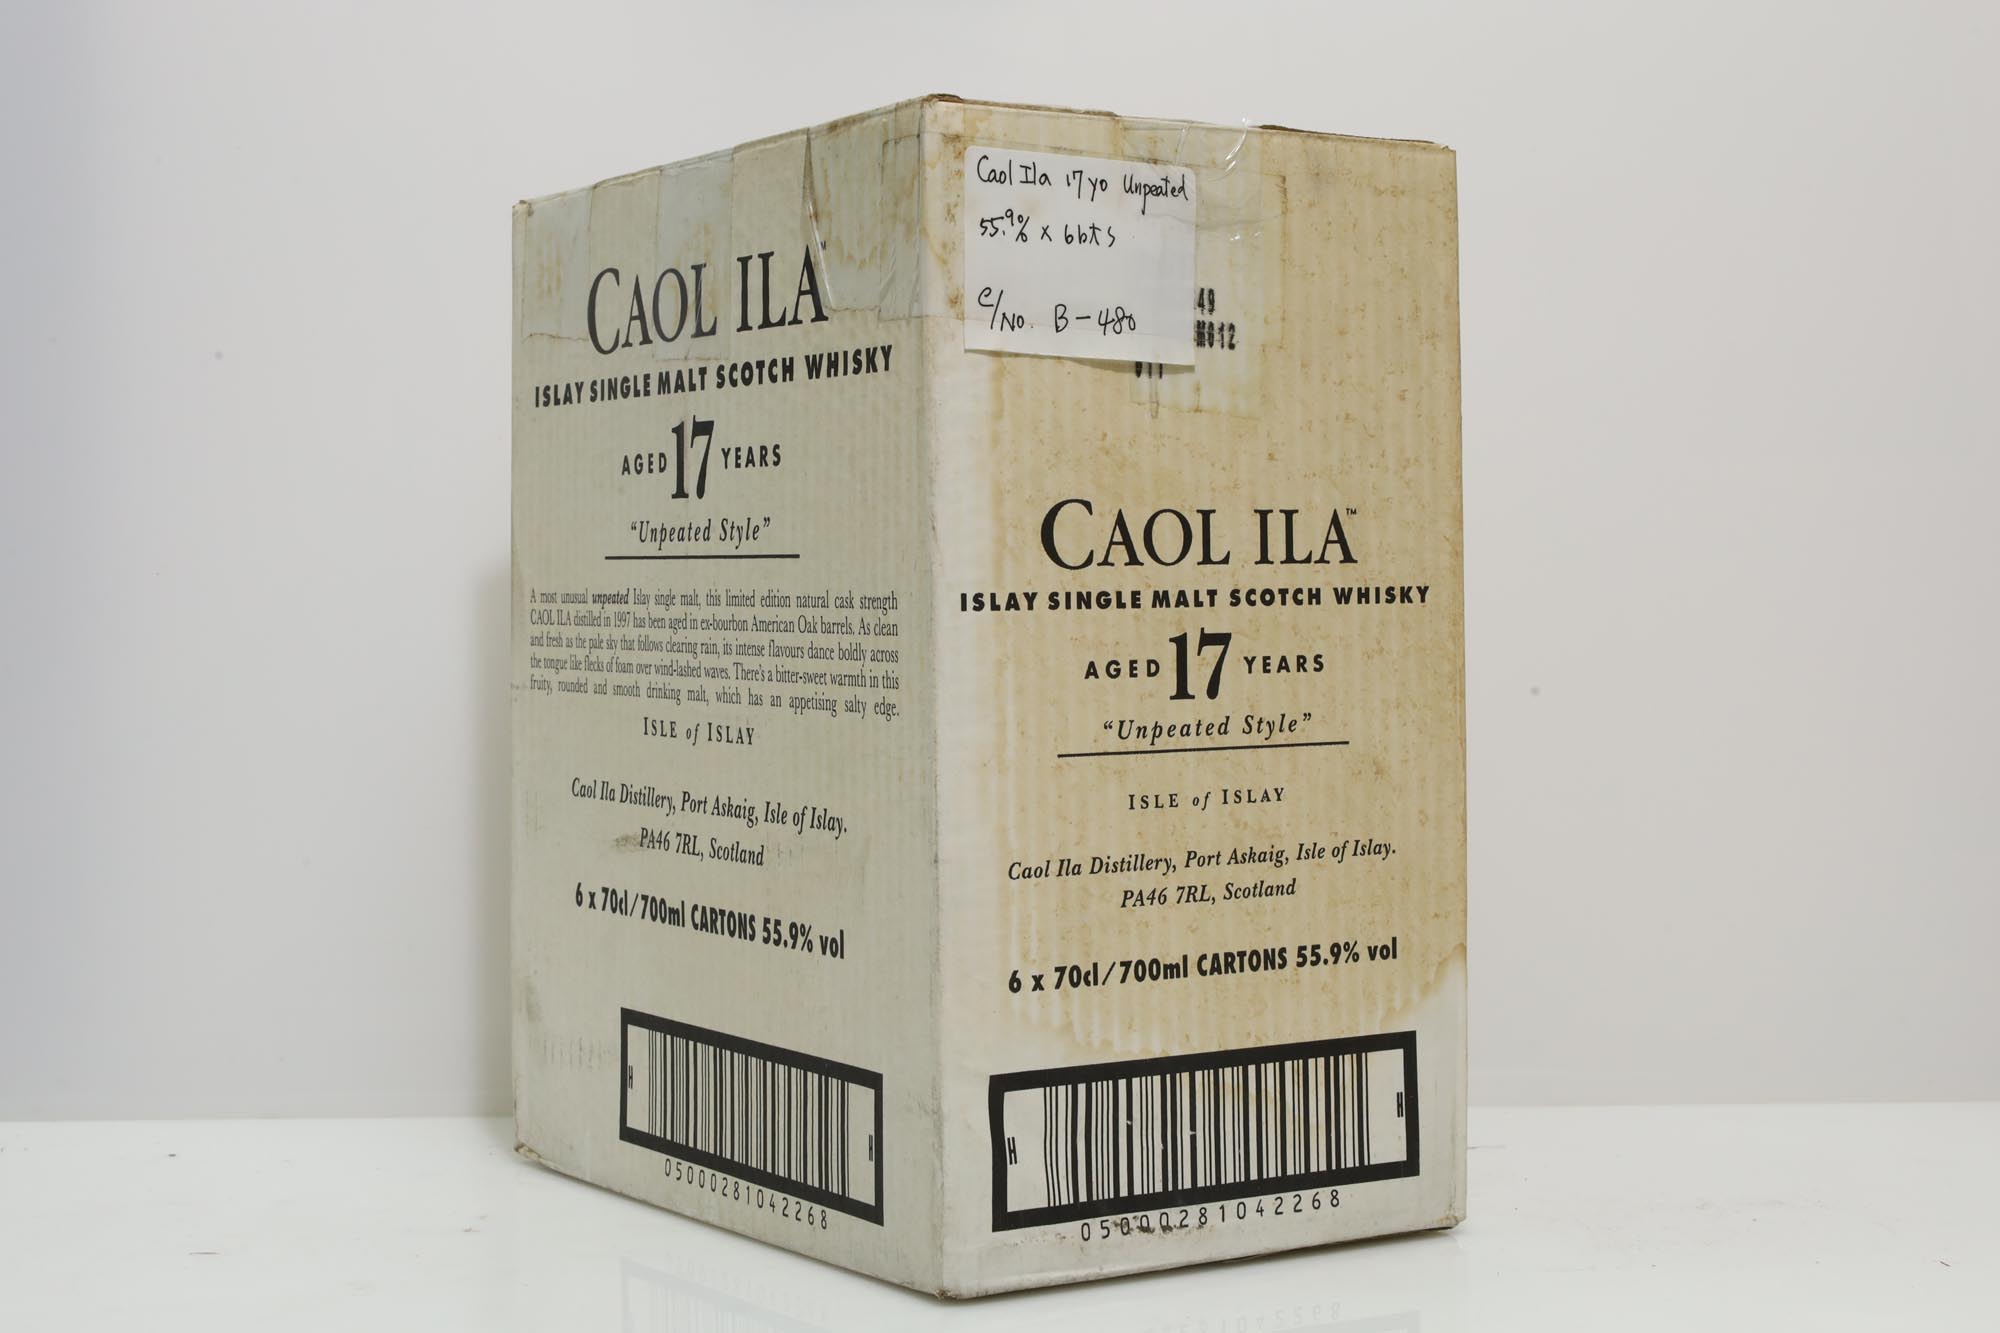 CAOL ILA™
ISLAY SINGLE MALT SCOTCH WHISKY
AGED 17 YEARS
“Unpeated Style”
A most unusual unpeated Islay single malt, this limited edition natural cask strength
CAOL ILA distilled in 1997 has been aged in ex-bourbon American Oak barrels. As clean
and fresh as the pale sky that follows clearing rain, its intense flavours dance boldly across
the tongue like flecks of foam over wind-lashed waves. There's a bitter-sweet warmth in this
fruity, rounded and smooth drinking malt, which has an appetising salty edge.
ISLE of ISLAY
Caol Ila Distillery, Port Askaig, Isle of Islay.
PA46 7RL, Scotland
6 x 70cl/700ml CARTONS 55.9% vol
H
H
05000281042268
Caol Ila 17 yo Unpeated
55.9% x 6bts
C/No. B-480
49
M012
CAOL ILA™
ISLAY SINGLE MALT SCOTCH WHISKY
AGED 17 YEARS
“Unpeated Style”
ISLE of ISLAY
Caol Ila Distillery, Port Askaig, Isle of Islay.
PA46 7RL, Scotland
6 x 70cl/700ml CARTONS 55.9% vol
H
H
05000281042268